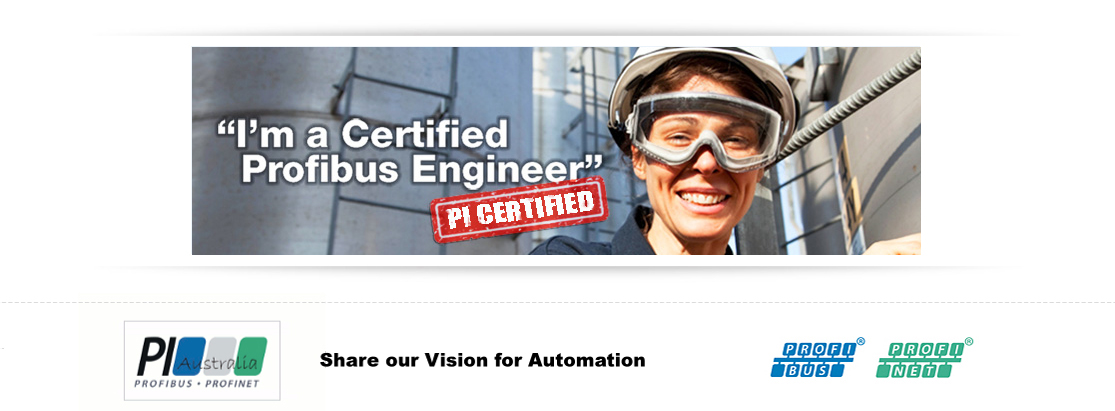 “I’m a Certified
Profibus Engineer”
PI CERTIFIED
PI Australia
PROFIBUS • PROFINET
Share our Vision for Automation
PROFI®
BUS
PROFI®
NET